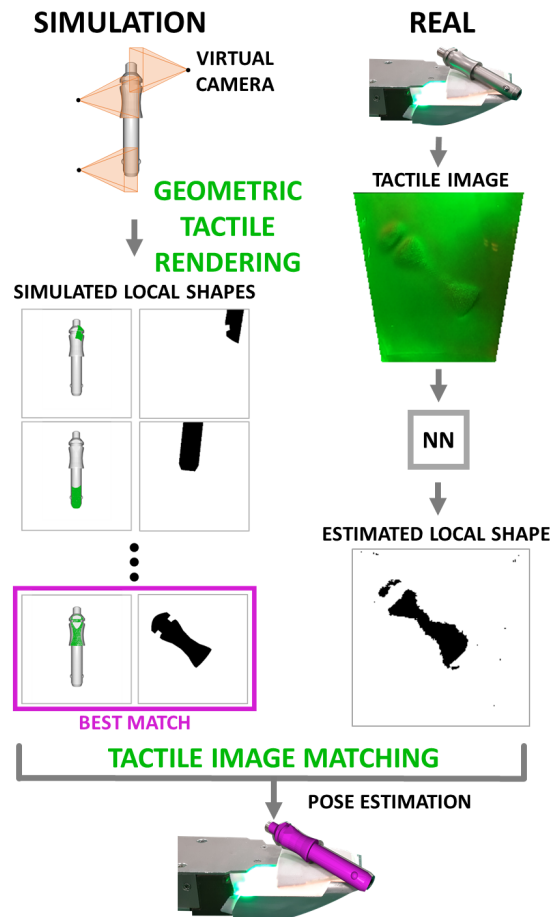 SIMULATION
VIRTUAL
CAMERA
GEOMETRIC
TACTILE
RENDERING
SIMULATED LOCAL SHAPES
BEST MATCH
REAL
TACTILE IMAGE
NN
ESTIMATED LOCAL SHAPE
TACTILE IMAGE MATCHING
POSE ESTIMATION